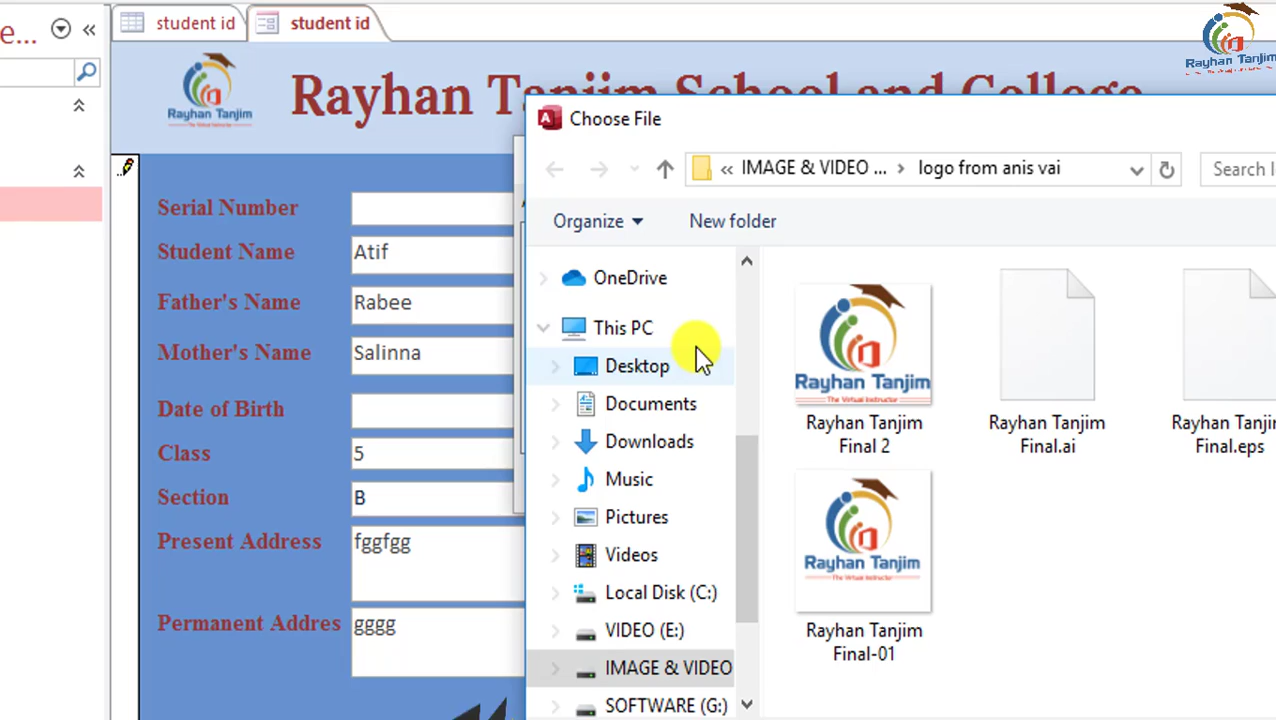 e...
student id
student id
Rayhan Tanjim
Rayhan Tanjim
Rayhan Tanjim School and College
Choose File
« IMAGE & VIDEO ... › logo from anis vai
Search
Organize
New folder
Serial Number
Student Name
Atif
Father's Name
Rabee
Mother's Name
Salinna
Date of Birth
Class
5
Section
B
Present Address
fggfgg
Permanent Addres
gggg
OneDrive
This PC
Desktop
Documents
Downloads
Music
Pictures
Videos
Local Disk (C:)
VIDEO (E:)
IMAGE & VIDEO
SOFTWARE (G:)
Rayhan Tanjim
The Virtual Instructor
Rayhan Tanjim
Final 2
Rayhan Tanjim
Final.ai
Rayhan Tanjim
Final.eps
Rayhan Tanjim
Rayhan Tanjim
Final-01